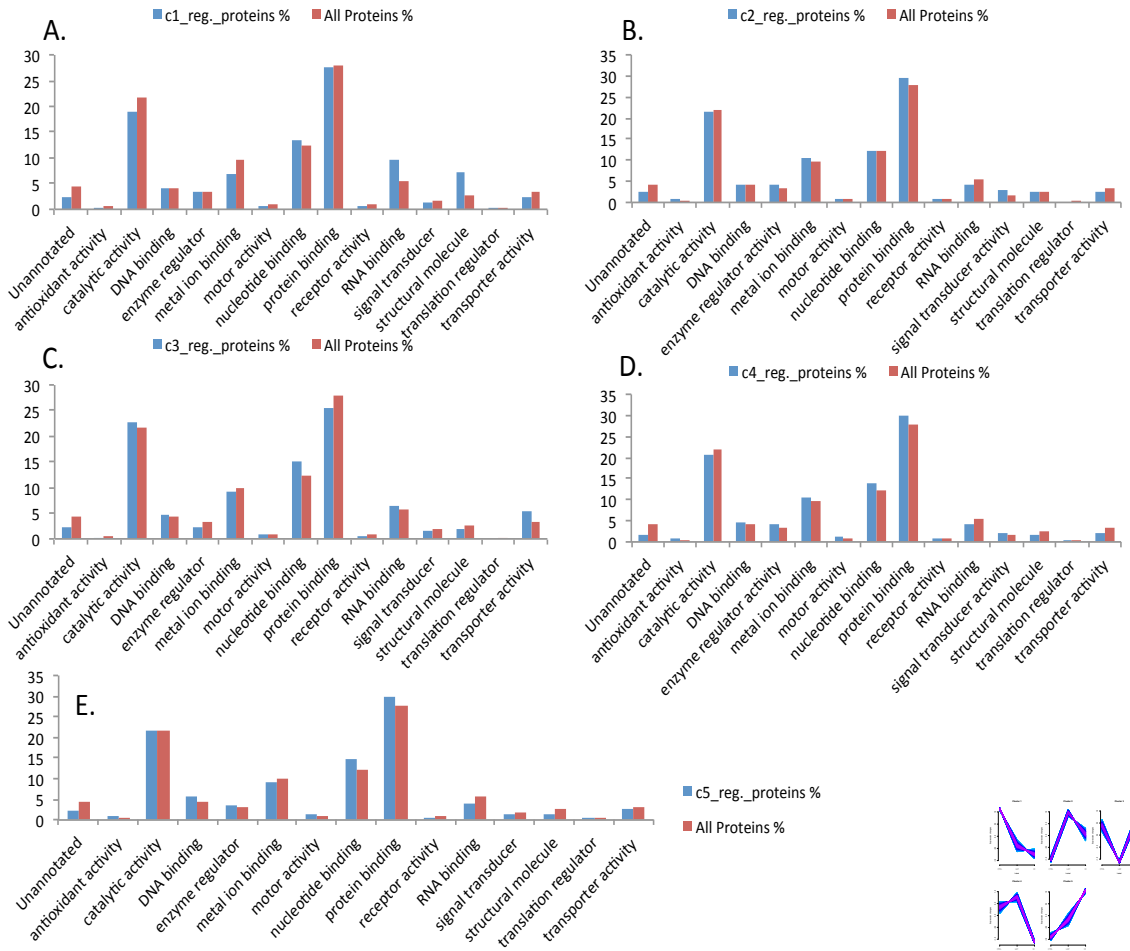 A.
c1_reg._proteins % All Proteins %
30
25
20
15
10
5
0
Unannotated
antioxidant activity
catalytic activity
DNA binding
enzyme regulator
metal ion binding
motor activity
nucleotide binding
protein binding
receptor activity
RNA binding
signal transducer
structural molecule
translation regulator
transporter activity
B.
c2_reg._proteins % All Proteins %
35
30
25
20
15
10
5
0
Unannotated
antioxidant activity
catalytic activity
DNA binding
enzyme regulator activity
metal ion binding
motor activity
nucleotide binding
protein binding
receptor activity
RNA binding
signal transducer activity
structural molecule
translation regulator
transporter activity
C.
c3_reg._proteins % All Proteins %
30
25
20
15
10
5
0
Unannotated
antioxidant activity
catalytic activity
DNA binding
enzyme regulator
metal ion binding
motor activity
nucleotide binding
protein binding
receptor activity
RNA binding
signal transducer
structural molecule
translation regulator
transporter activity
D.
c4_reg._proteins % All Proteins %
35
30
25
20
15
10
5
0
Unannotated
antioxidant activity
catalytic activity
DNA binding
enzyme regulator activity
metal ion binding
motor activity
nucleotide binding
protein binding
receptor activity
RNA binding
signal transducer activity
structural molecule
translation regulator
transporter activity
E.
35
30
25
20
15
10
5
0
Unannotated
antioxidant activity
catalytic activity
DNA binding
enzyme regulator
metal ion binding
motor activity
nucleotide binding
protein binding
receptor activity
RNA binding
signal transducer
structural molecule
translation regulator
transporter activity
c5_reg._proteins %
All Proteins %